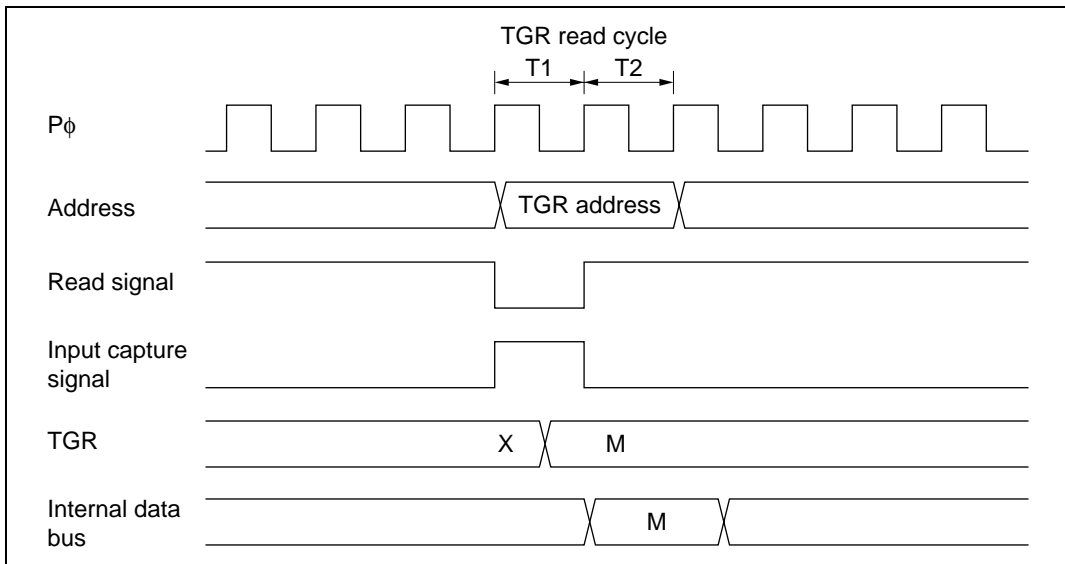 TGR read cycle
T1 T2
Pϕ
Address TGR address
Read signal
Input capture
signal
TGR X M
Internal data
bus M